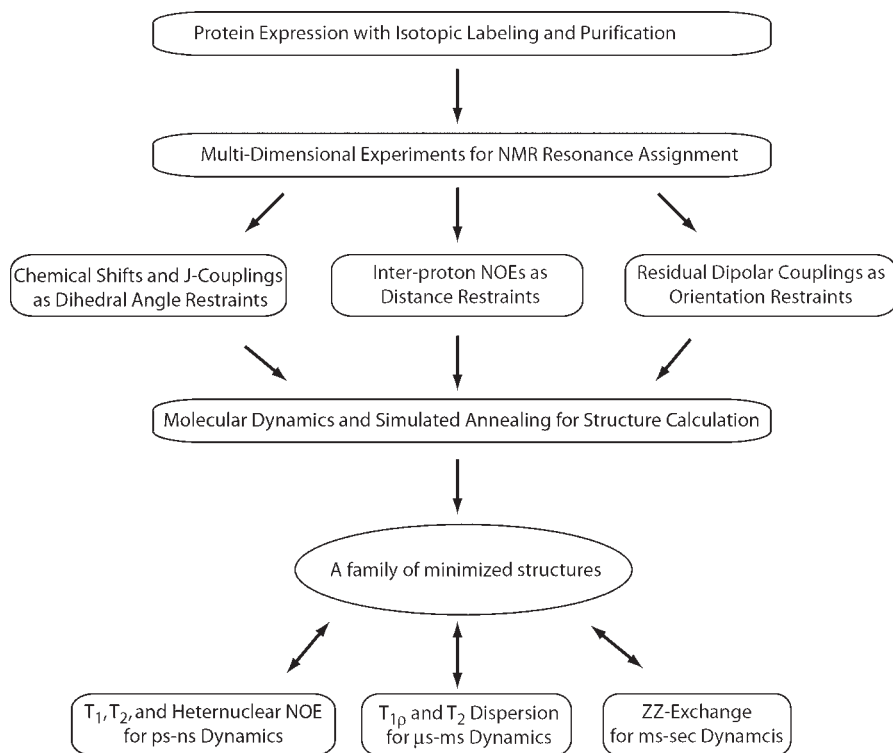 Protein Expression with Isotopic Labeling and Purification
Multi-Dimensional Experiments for NMR Resonance Assignment
Chemical Shifts and J-Couplings
as Dihedral Angle Restraints
Inter-proton NOEs as
Distance Restraints
Residual Dipolar Couplings as
Orientation Restraints
Molecular Dynamics and Simulated Annealing for Structure Calculation
A family of minimized structures
T₁, T₂, and Heternuclear NOE
for ps-ns Dynamics
T₁ᵨ and T₂ Dispersion
for μs-ms Dynamics
ZZ-Exchange
for ms-sec Dynamcis